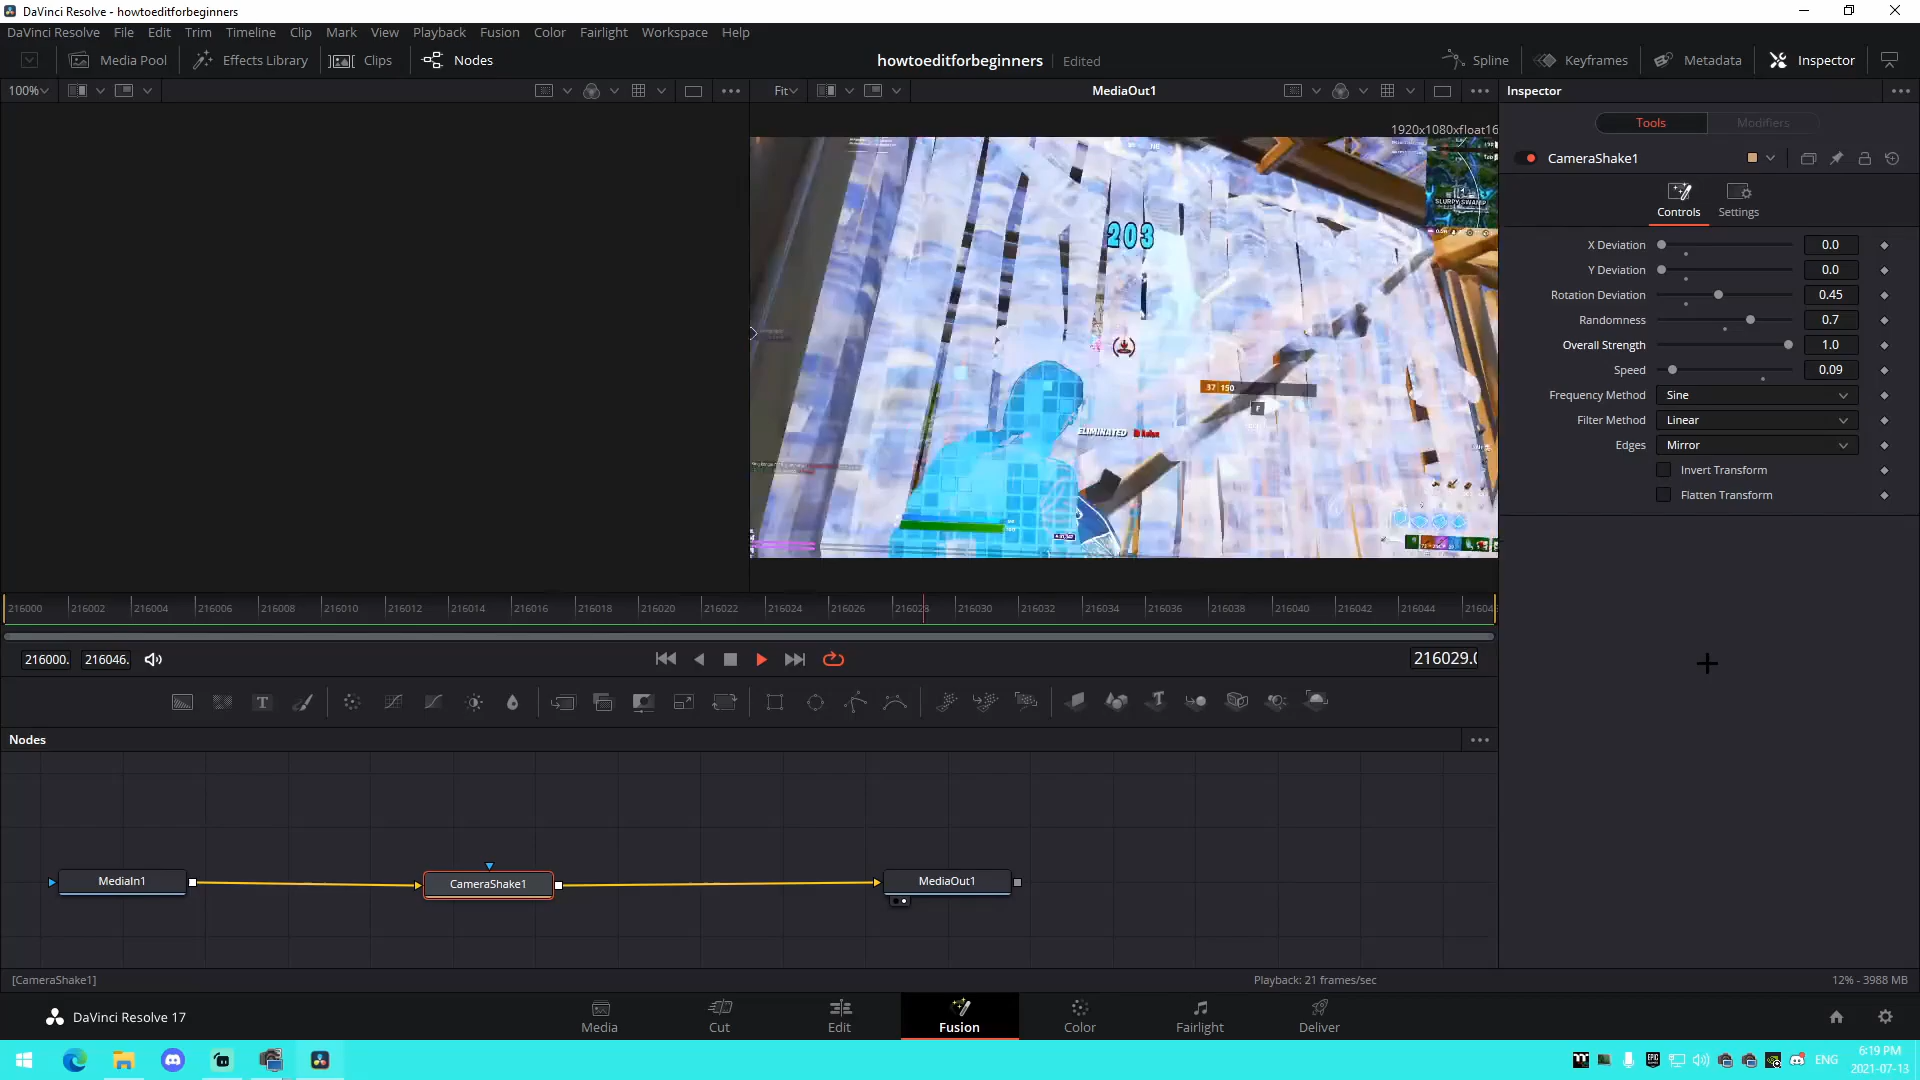 DaVinci Resolve - howtoeditforbeginners
DaVinci Resolve File Edit Trim Timeline Clip Mark View Playback Fusion Color Fairlight Workspace Help
Media Pool Effects Library Clips Nodes howtoeditforbeginners Edited Spline Keyframes Metadata Inspector
100% Fit MediaOut1 Inspector
1920x1080xfloat16
Tools Modifiers
CameraShake1
NE
SLURPY SWAMP
203
Controls Settings
X Deviation 0.0
Y Deviation 0.0
Rotation Deviation 0.45
Randomness 0.7
Overall Strength 1.0
Speed 0.09
37 150
F
ELIMINATED
Frequency Method Sine
Filter Method Linear
Edges Mirror
Invert Transform
Flatten Transform
216000 216002 216004 216006 216008 216010 216012 216014 216016 216018 216020 216022 216024 216026 216028 216030 216032 216034 216036 216038 216040 216042 216044 21604
216000. 216046. 216029.0
Nodes
MediaIn1 CameraShake1 MediaOut1
[CameraShake1] Playback: 21 frames/sec 12% - 3988 MB
DaVinci Resolve 17 Media Cut Edit Fusion Color Fairlight Deliver
EPIC ENG 6:19 PM
2021-07-13